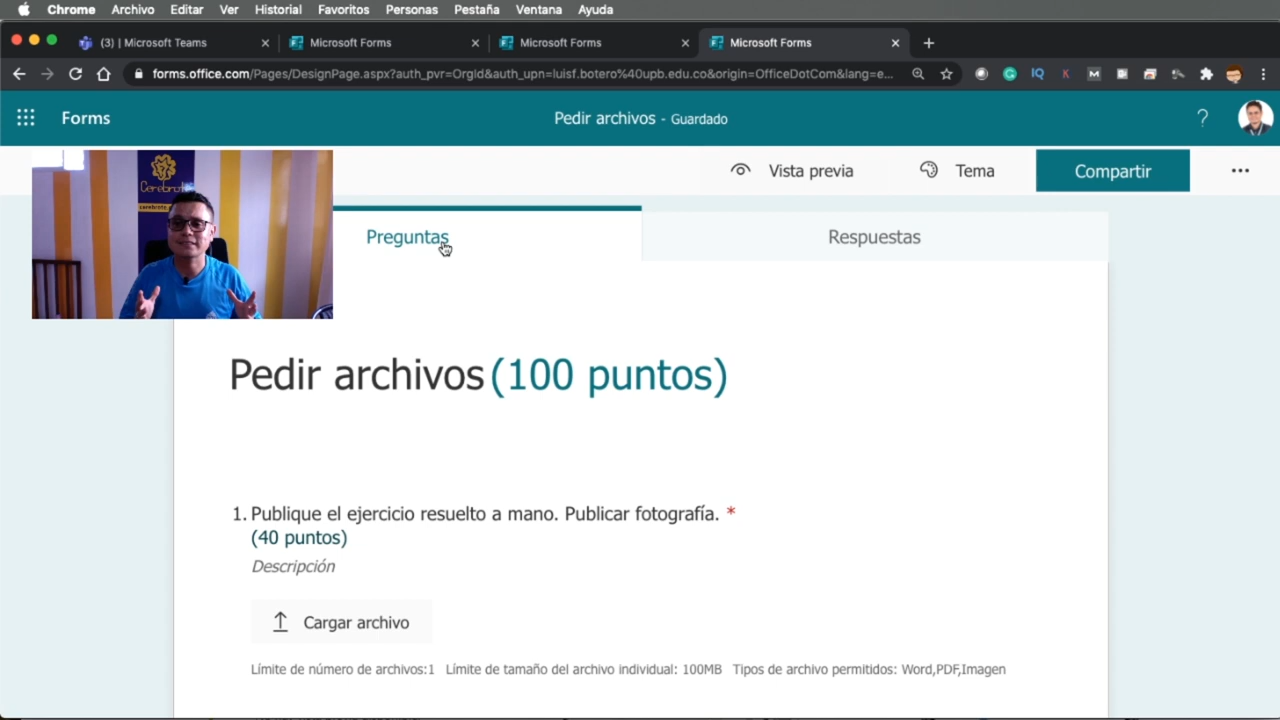 Chrome Archivo Editar Ver Historial Favoritos Personas Pestaña Ventana Ayuda
(3) | Microsoft Teams
Microsoft Forms
Microsoft Forms
Microsoft Forms
forms.office.com/Pages/DesignPage.aspx?auth_pvr=OrgId&auth_upn=luisf.botero%40upb.edu.co&origin=OfficeDotCom&lang=e...
Forms
Pedir archivos - Guardado
?
Vista previa
Tema
Compartir
Cerebroto
Preguntas
Respuestas
Pedir archivos (100 puntos)
1. Publique el ejercicio resuelto a mano. Publicar fotografía. *
(40 puntos)
Descripción
Cargar archivo
Límite de número de archivos:1 Límite de tamaño del archivo individual: 100MB Tipos de archivo permitidos: Word,PDF,Imagen